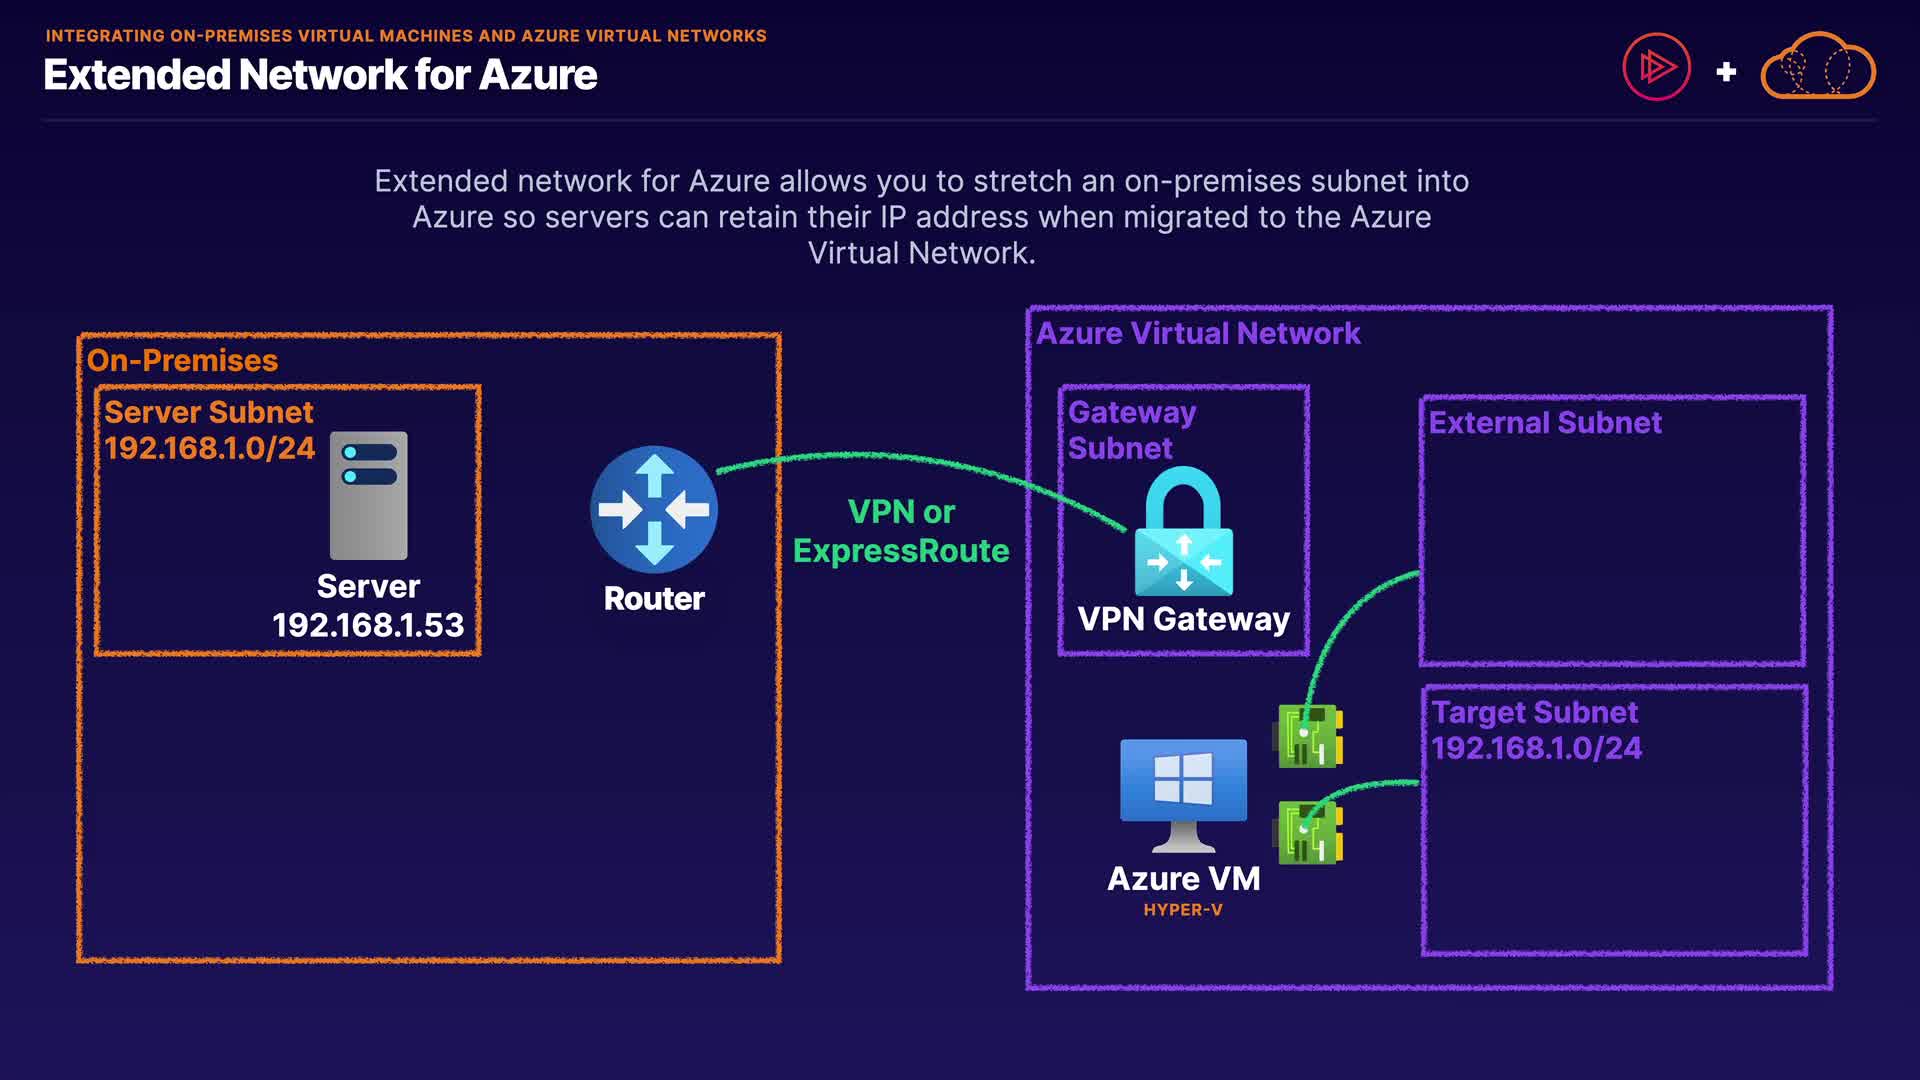 INTEGRATING ON-PREMISES VIRTUAL MACHINES AND AZURE VIRTUAL NETWORKS
Extended Network for Azure
Extended network for Azure allows you to stretch an on-premises subnet into
Azure so servers can retain their IP address when migrated to the Azure
Virtual Network.
On-Premises
Server Subnet
192.168.1.0/24
Server
192.168.1.53
Router
VPN or
ExpressRoute
Azure Virtual Network
Gateway
Subnet
VPN Gateway
External Subnet
Azure VM
HYPER-V
Target Subnet
192.168.1.0/24